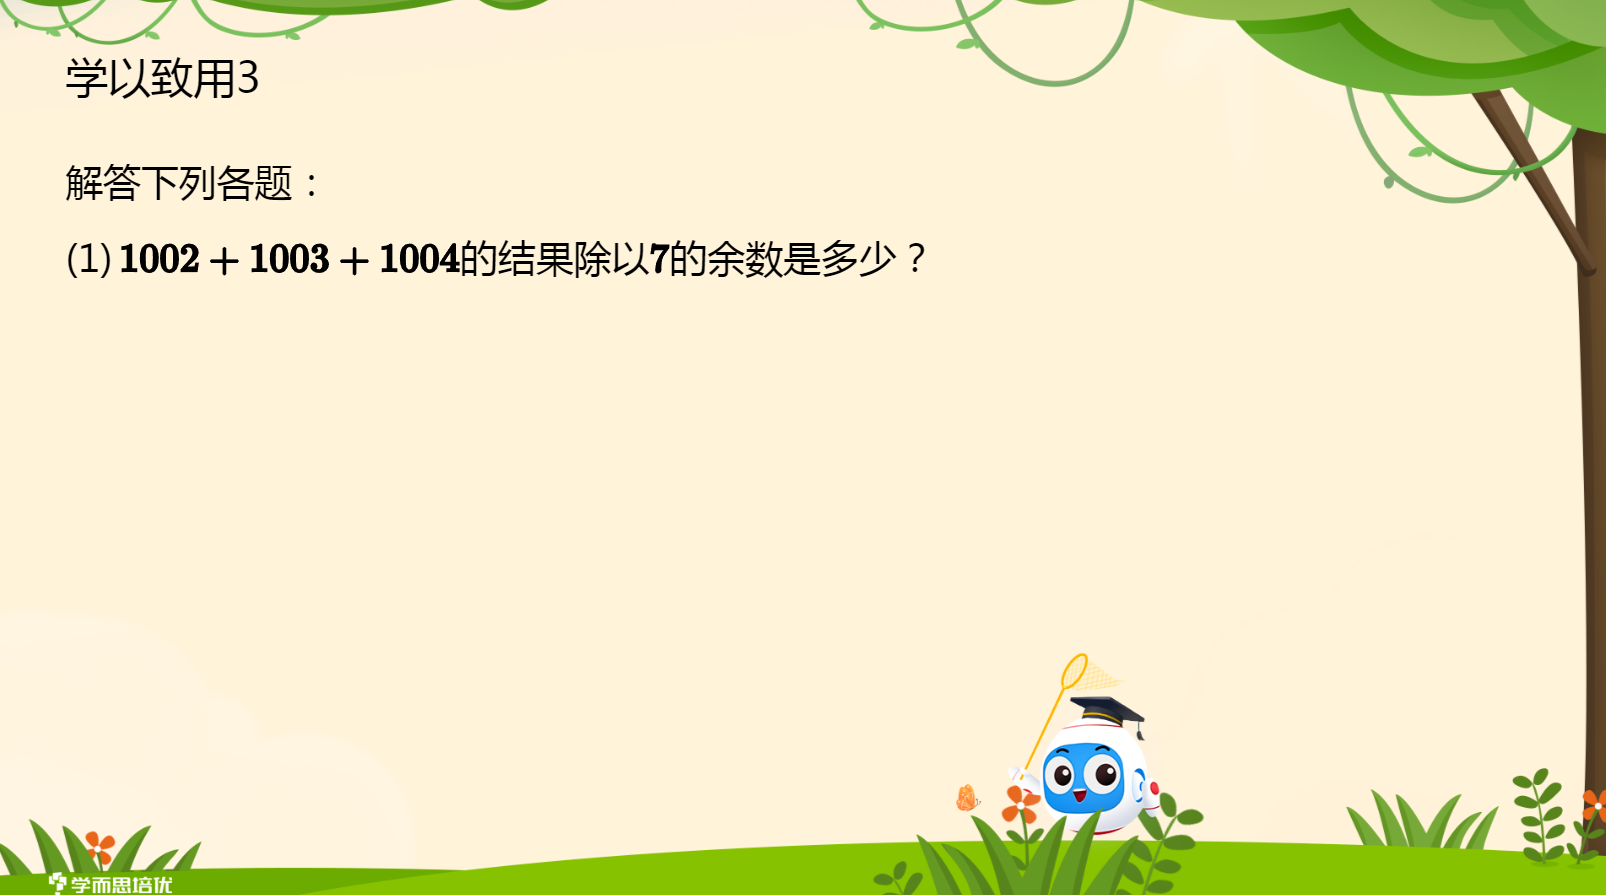 学以致用3
解答下列各题：
(1) 1002 + 1003 + 1004的结果除以7的余数是多少？
学而思培优